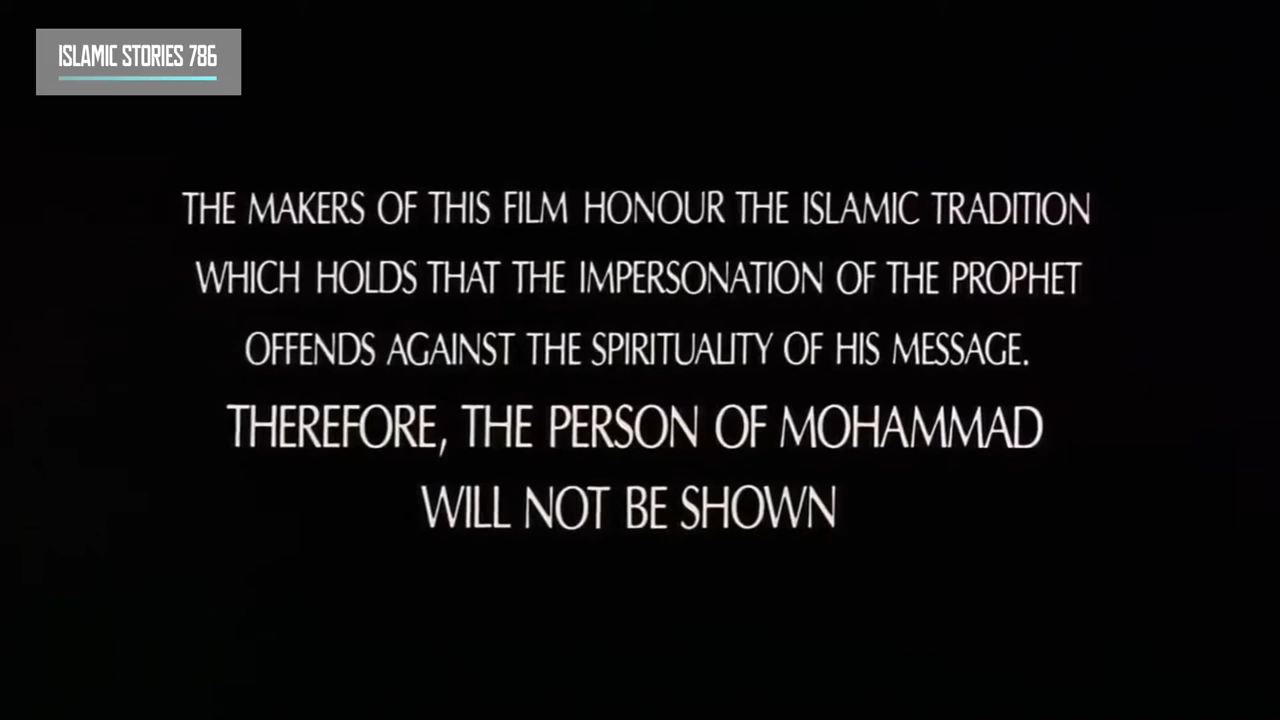 ISLAMIC STORIES 786
THE MAKERS OF THIS FILM HONOUR THE ISLAMIC TRADITION
WHICH HOLDS THAT THE IMPERSONATION OF THE PROPHET
OFFENDS AGAINST THE SPIRITUALITY OF HIS MESSAGE.
THEREFORE, THE PERSON OF MOHAMMAD
WILL NOT BE SHOWN